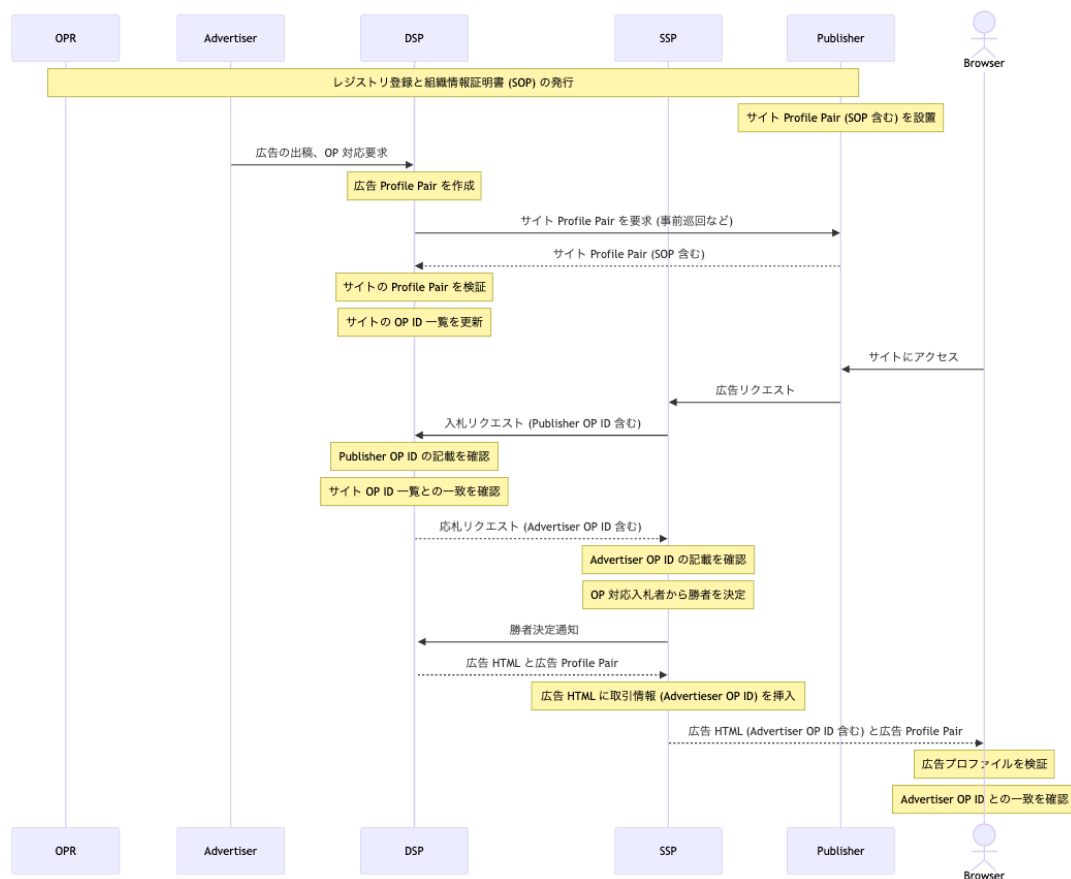 OPR
Advertiser
DSP
SSP
Publisher
Browser
レジストリ登録と組織情報証明書 (SOP) の発行
サイト Profile Pair (SOP 含む) を設置
広告の出稿、OP 対応要求
広告 Profile Pair を作成
サイト Profile Pair を要求 (事前巡回など)
サイト Profile Pair (SOP 含む)
サイトの Profile Pair を検証
サイトの OP ID 一覧を更新
サイトにアクセス
広告リクエスト
入札リクエスト (Publisher OP ID 含む)
Publisher OP ID の記載を確認
サイト OP ID 一覧との一致を確認
応札リクエスト (Advertiser OP ID 含む)
Advertiser OP ID の記載を確認
OP 対応入札者から勝者を決定
勝者決定通知
広告 HTML と広告 Profile Pair
広告 HTML に取引情報 (Advertieser OP ID) を挿入
広告 HTML (Advertiser OP ID 含む) と広告 Profile Pair
広告プロファイルを検証
Advertiser OP ID との一致を確認
OPR
Advertiser
DSP
SSP
Publisher
Browser